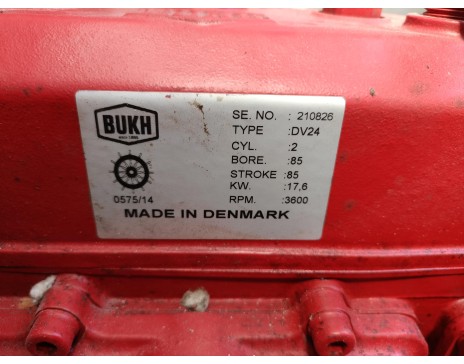 BUKH
SE. NO. : 210826
TYPE :DV24
CYL. :2
BORE. :85
STROKE :85
KW. :17,6
RPM. :3600
0575/14
MADE IN DENMARK